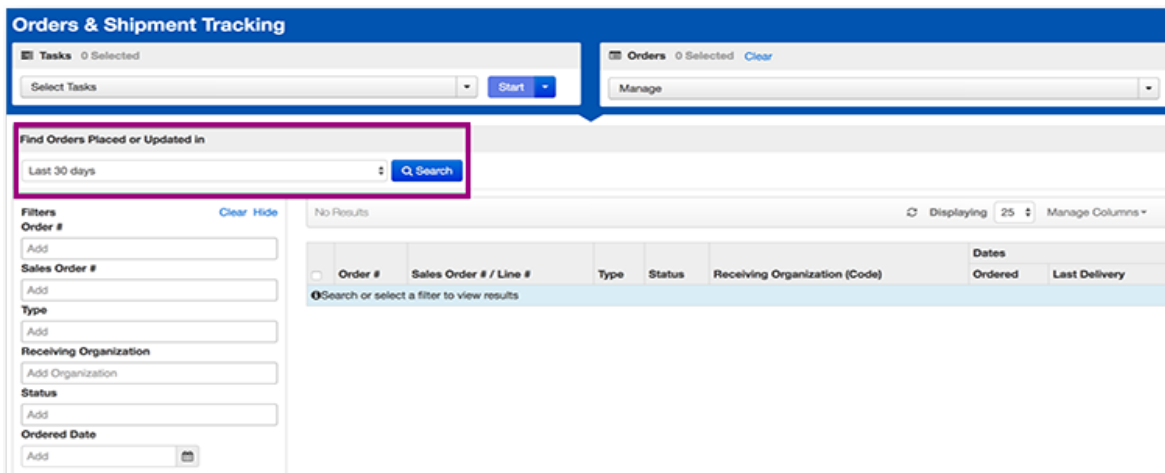 Orders & Shipment Tracking
Tasks 0 Selected
Orders 0 Selected Clear
Select Tasks
Start
Manage
Find Orders Placed or Updated in
Last 30 days
Search
Filters
Clear Hide
No Results
Displaying 25
Manage Columns
Order #
Add
Sales Order #
Add
Type
Add
Receiving Organization
Add Organization
Status
Add
Ordered Date
Add
Dates
Order #
Sales Order # / Line #
Type
Status
Receiving Organization (Code)
Ordered
Last Delivery
Search or select a filter to view results